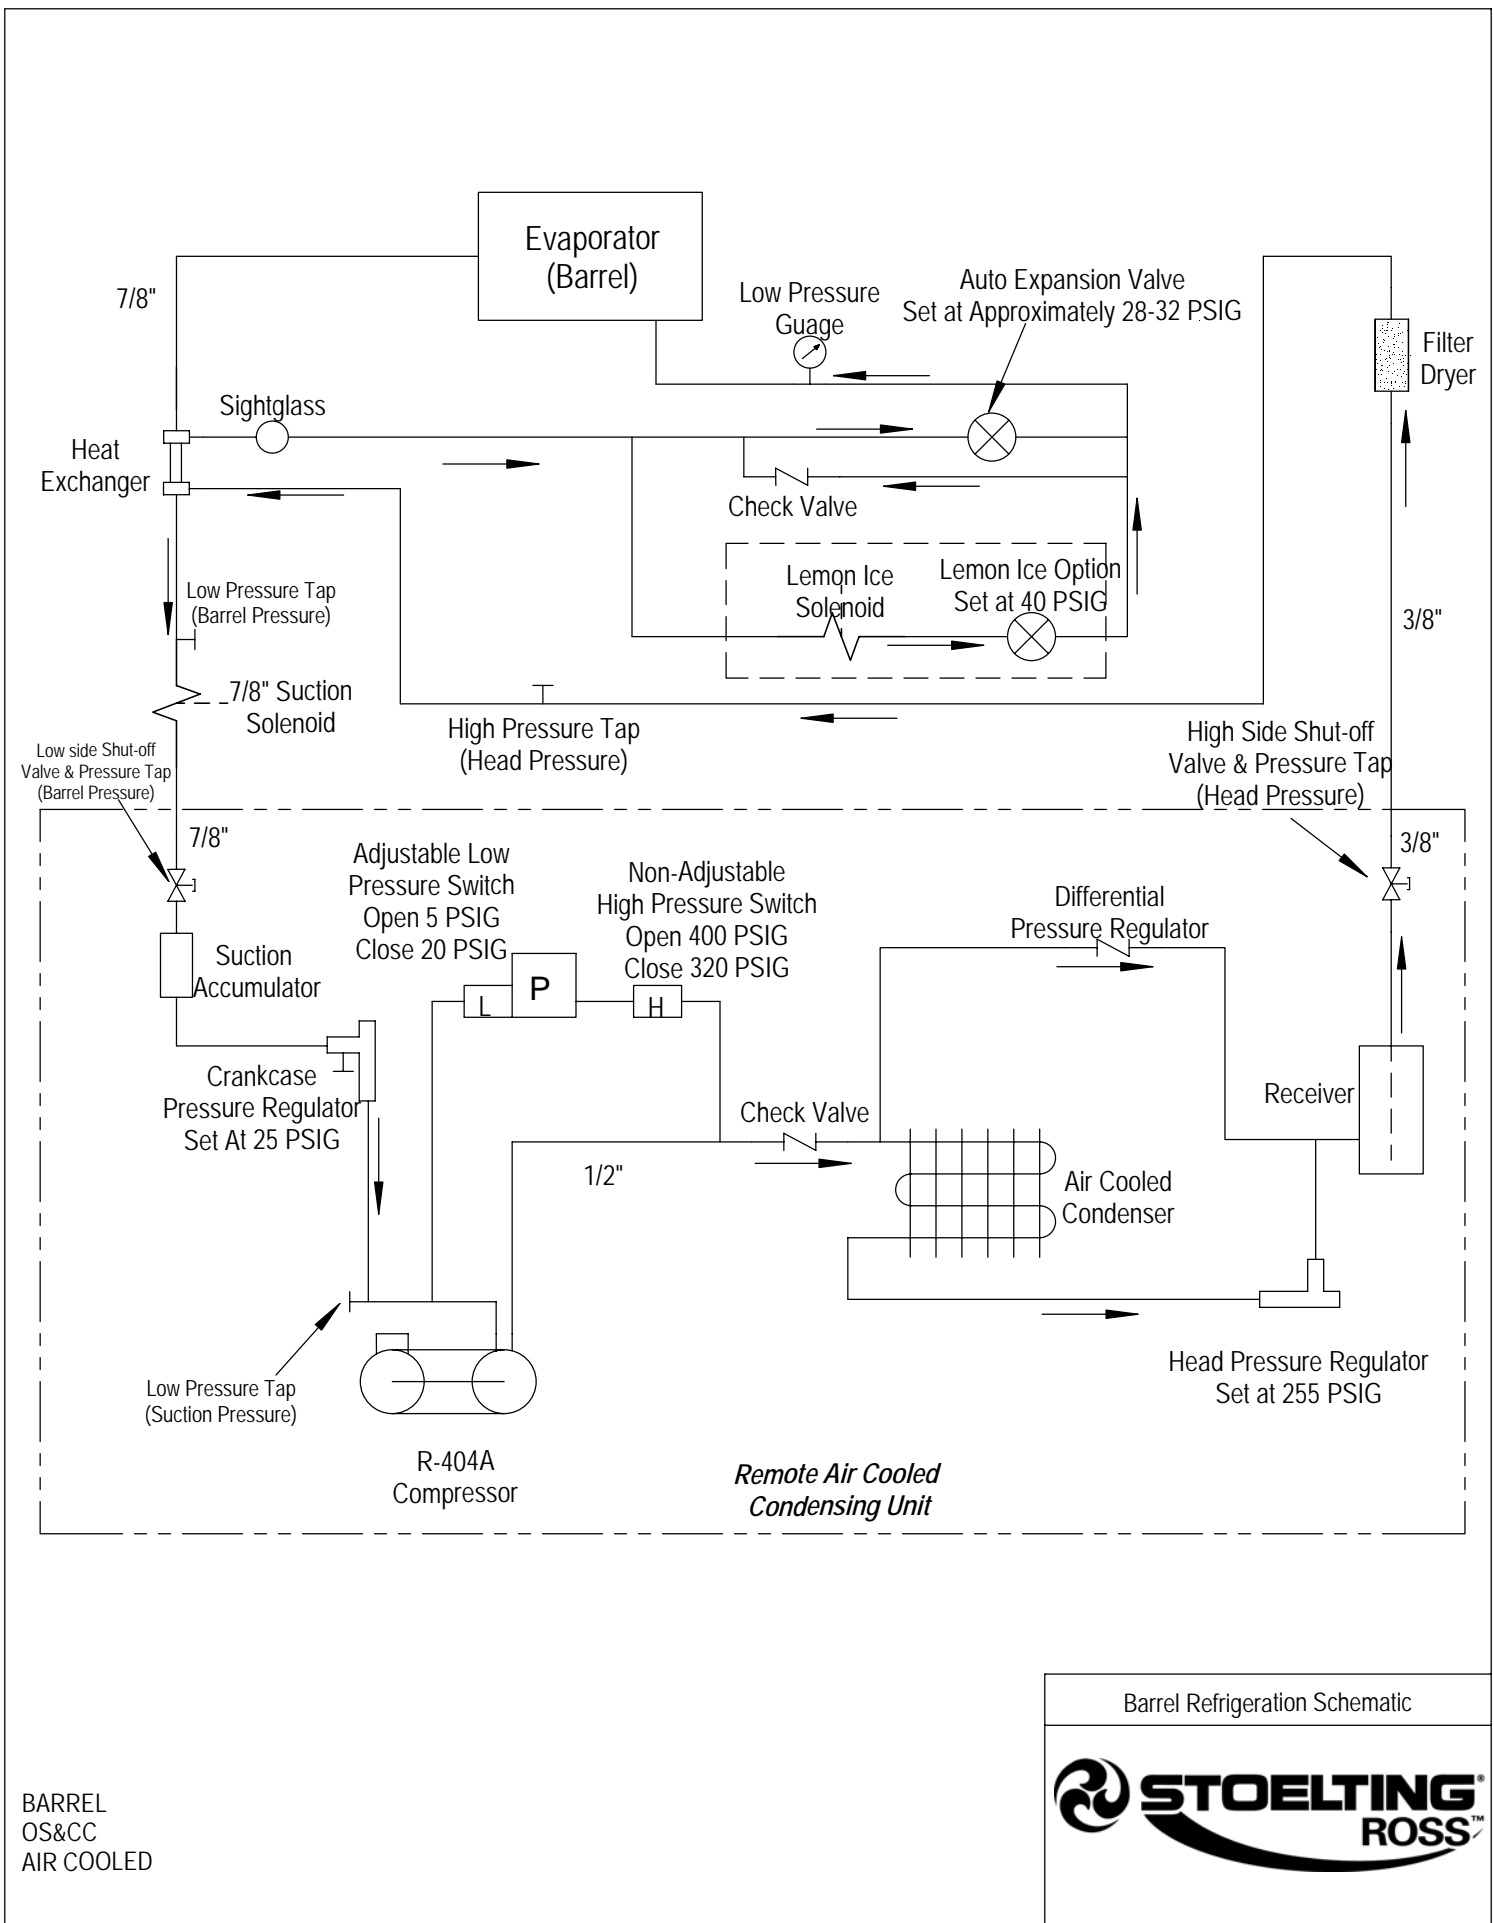 Evaporator
(Barrel)
7/8"
Low Pressure
Guage
Auto Expansion Valve
Set at Approximately 28-32 PSIG
Filter
Dryer
Sightglass
Heat
Exchanger
Check Valve
Lemon Ice
Solenoid
Lemon Ice Option
Set at 40 PSIG
Low Pressure Tap
(Barrel Pressure)
3/8"
7/8" Suction
Solenoid
High Pressure Tap
(Head Pressure)
High Side Shut-off
Valve & Pressure Tap
(Head Pressure)
Low side Shut-off
Valve & Pressure Tap
(Barrel Pressure)
7/8"
3/8"
Adjustable Low
Pressure Switch
Open 5 PSIG
Close 20 PSIG
Non-Adjustable
High Pressure Switch
Open 400 PSIG
Close 320 PSIG
Differential
Pressure Regulator
Suction
Accumulator
L
P
H
Crankcase
Pressure Regulator
Set At 25 PSIG
Check Valve
Receiver
1/2"
Air Cooled
Condenser
Low Pressure Tap
(Suction Pressure)
Head Pressure Regulator
Set at 255 PSIG
R-404A
Compressor
Remote Air Cooled
Condensing Unit
Barrel Refrigeration Schematic
STOELTING®
ROSS™
BARREL
OS&CC
AIR COOLED